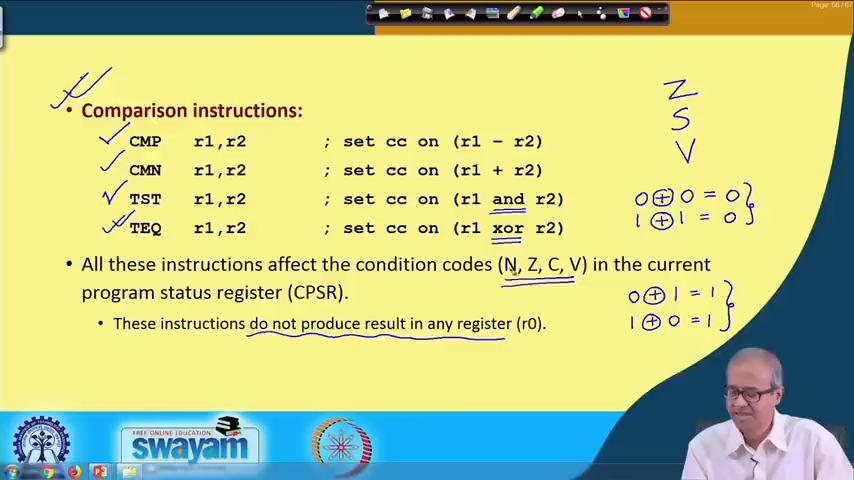 Page: 66 / 67
• Comparison instructions:
CMP r1,r2 ; set cc on (r1 – r2)
CMN r1,r2 ; set cc on (r1 + r2)
TST r1,r2 ; set cc on (r1 and r2)
TEQ r1,r2 ; set cc on (r1 xor r2)
• All these instructions affect the condition codes (N, Z, C, V) in the current
program status register (CPSR).
• These instructions do not produce result in any register (r0).
Z
S
V
0 ⊕ 0 = 0
1 ⊕ 1 = 0
0 ⊕ 1 = 1
1 ⊕ 0 = 1
FREE ONLINE EDUCATION
swayam